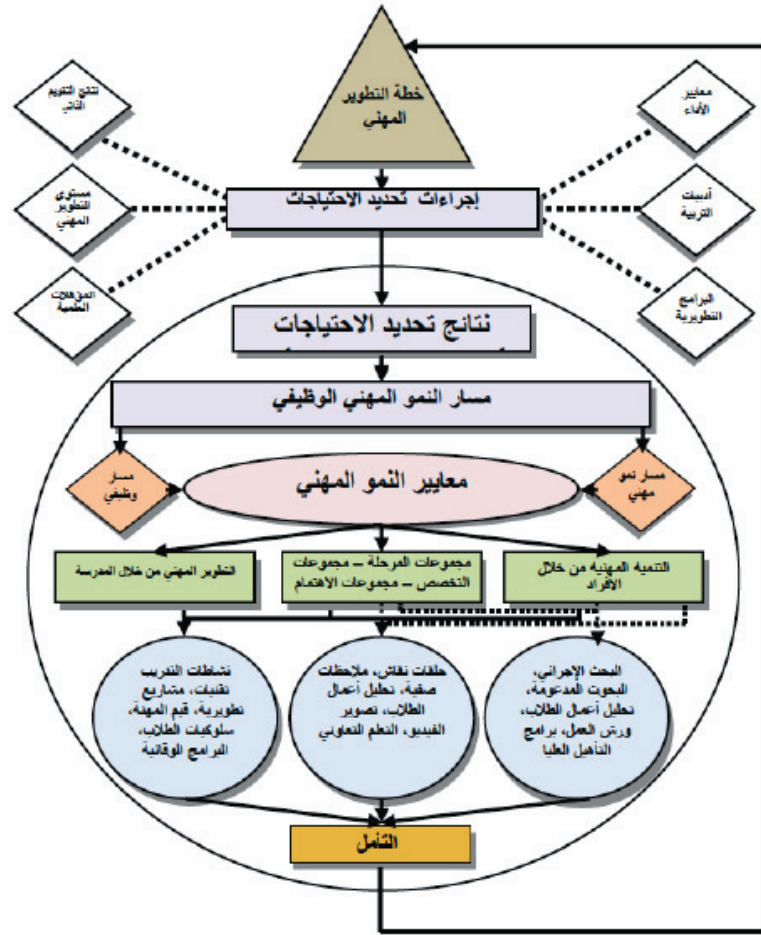 خطة التطوير
المهني
معايير
الأداء
نتائج التقويم
الذاتي
إجراءات تحديد الاحتياجات
أدبيات
التربية
مستوى
التطوير
المهني
البرامج
التطويرية
المؤهلات
العلمية
نتائج تحديد الاحتياجات
مسار النمو المهني الوظيفي
مسار نمو
مهني
معايير النمو المهني
مسار
وظيفي
التنمية المهنية من خلال
الأفراد
مجموعات المرحلة – مجموعات
التخصص – مجموعات الاهتمام
التطوير المهني من خلال المدرسة
البحث الإجرائي،
البحوث المدعومة،
تحليل أعمال الطلاب،
ورش العمل، برامج
التأهيل العليا
حلقات نقاش، ملاحظات
صفية، تحليل أعمال
الطلاب، تصوير
الفيديو، التعلم التعاوني
نشاطات التدريب
تقنيات، مشاريع
تطويرية، قيم المهنة،
سلوكيات الطلاب،
البرامج الوقائية
التأمل